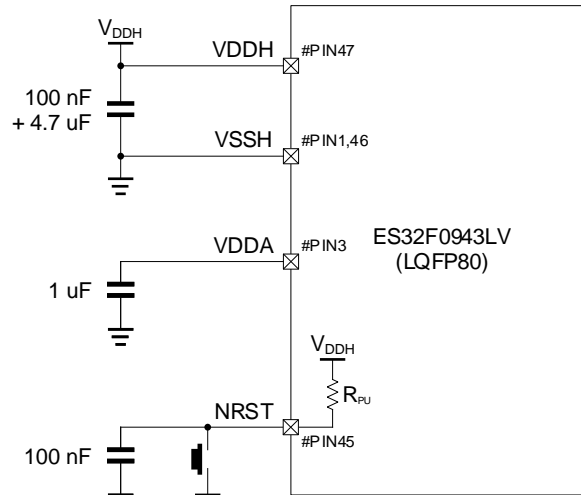 VDDH
VDDH #PIN47
100 nF
+ 4.7 uF
VSSH #PIN1,46
ES32F0943LV
(LQFP80)
VDDA #PIN3
1 uF
VDDH
RPU
NRST
#PIN45
100 nF